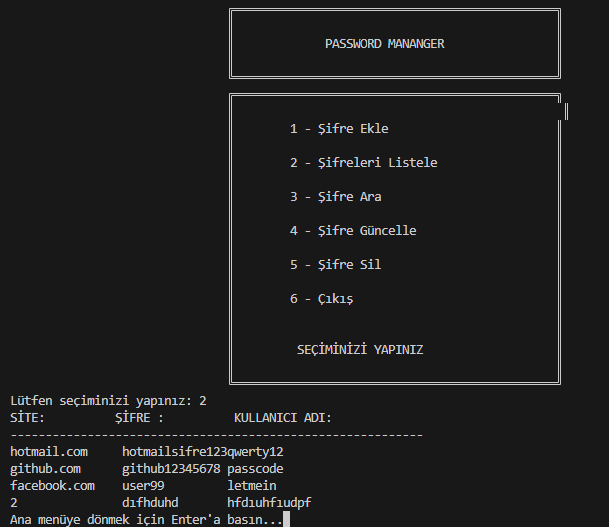 PASSWORD MANANGER
1 - Şifre Ekle
2 - Şifreleri Listele
3 - Şifre Ara
4 - Şifre Güncelle
5 - Şifre Sil
6 - Çıkış
SEÇİMİNİZİ YAPINIZ
Lütfen seçiminizi yapınız: 2
SİTE: ŞİFRE : KULLANICI ADI:
-----------------------------------------------------------
hotmail.com hotmailsifre123qwerty12
github.com github12345678 passcode
facebook.com user99 letmein
2 dıfhduhd hfdıuhfıudpf
Ana menüye dönmek için Enter'a basın...